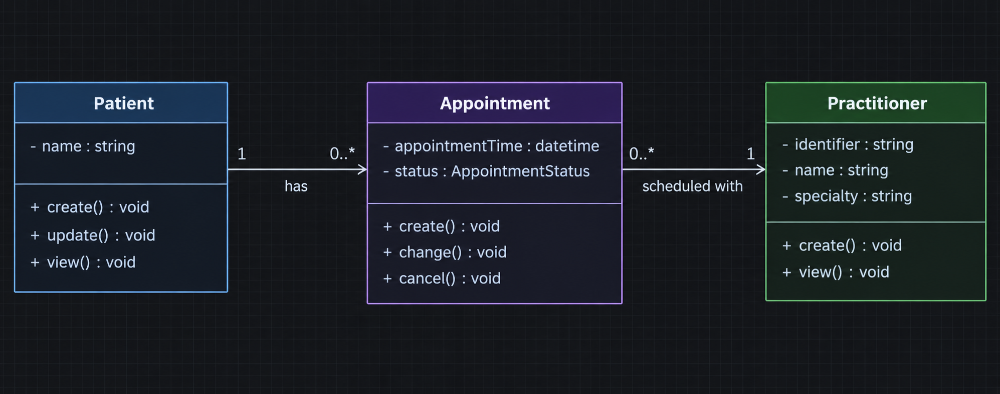 Patient
- name : string
+ create() : void
+ update() : void
+ view() : void
1
0..*
has
Appointment
- appointmentTime : datetime
- status : AppointmentStatus
+ create() : void
+ change() : void
+ cancel() : void
0..*
1
scheduled with
Practitioner
- identifier : string
- name : string
- specialty : string
+ create() : void
+ view() : void